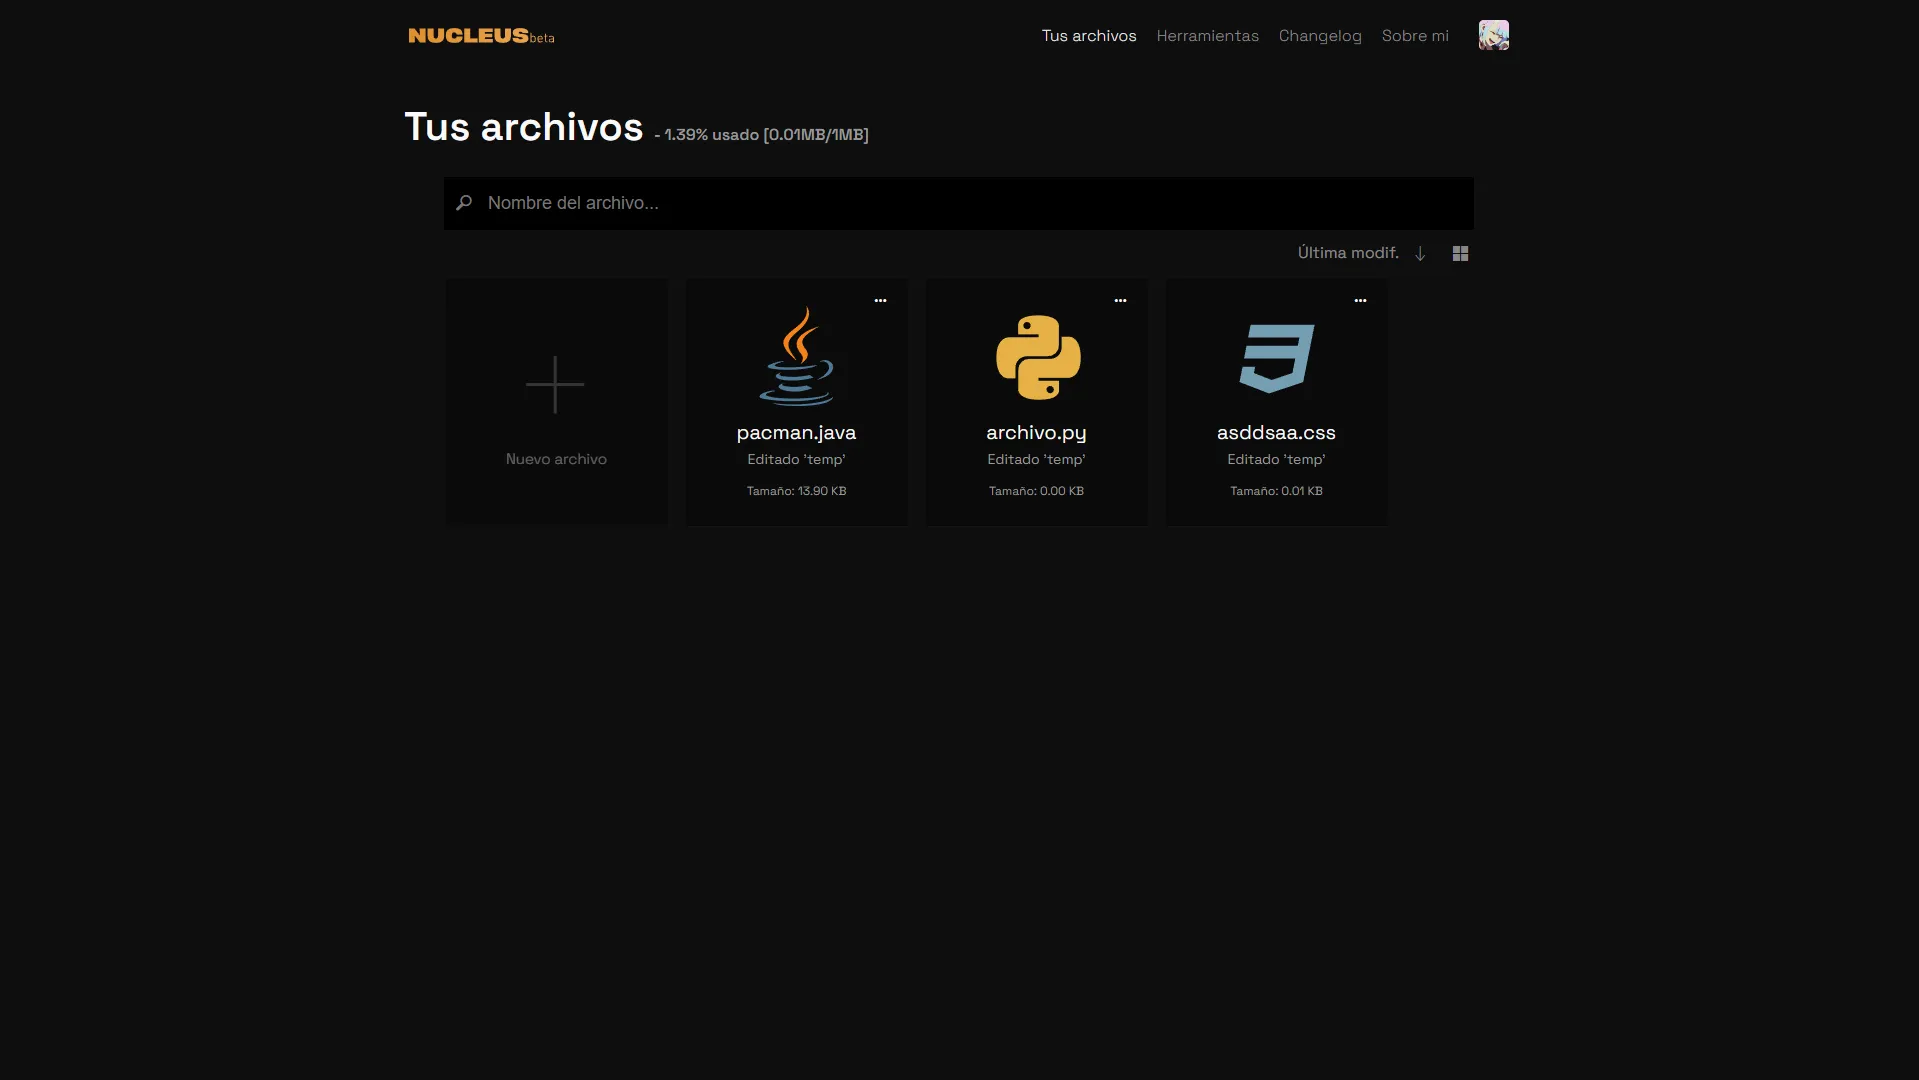 NUCLEUSbeta
Tus archivos Herramientas Changelog Sobre mi
Tus archivos - 1.39% usado [0.01MB/1MB]
Nombre del archivo...
Última modif.
Nuevo archivo
pacman.java
Editado 'temp'
Tamaño: 13.90 KB
archivo.py
Editado 'temp'
Tamaño: 0.00 KB
asddsaa.css
Editado 'temp'
Tamaño: 0.01 KB